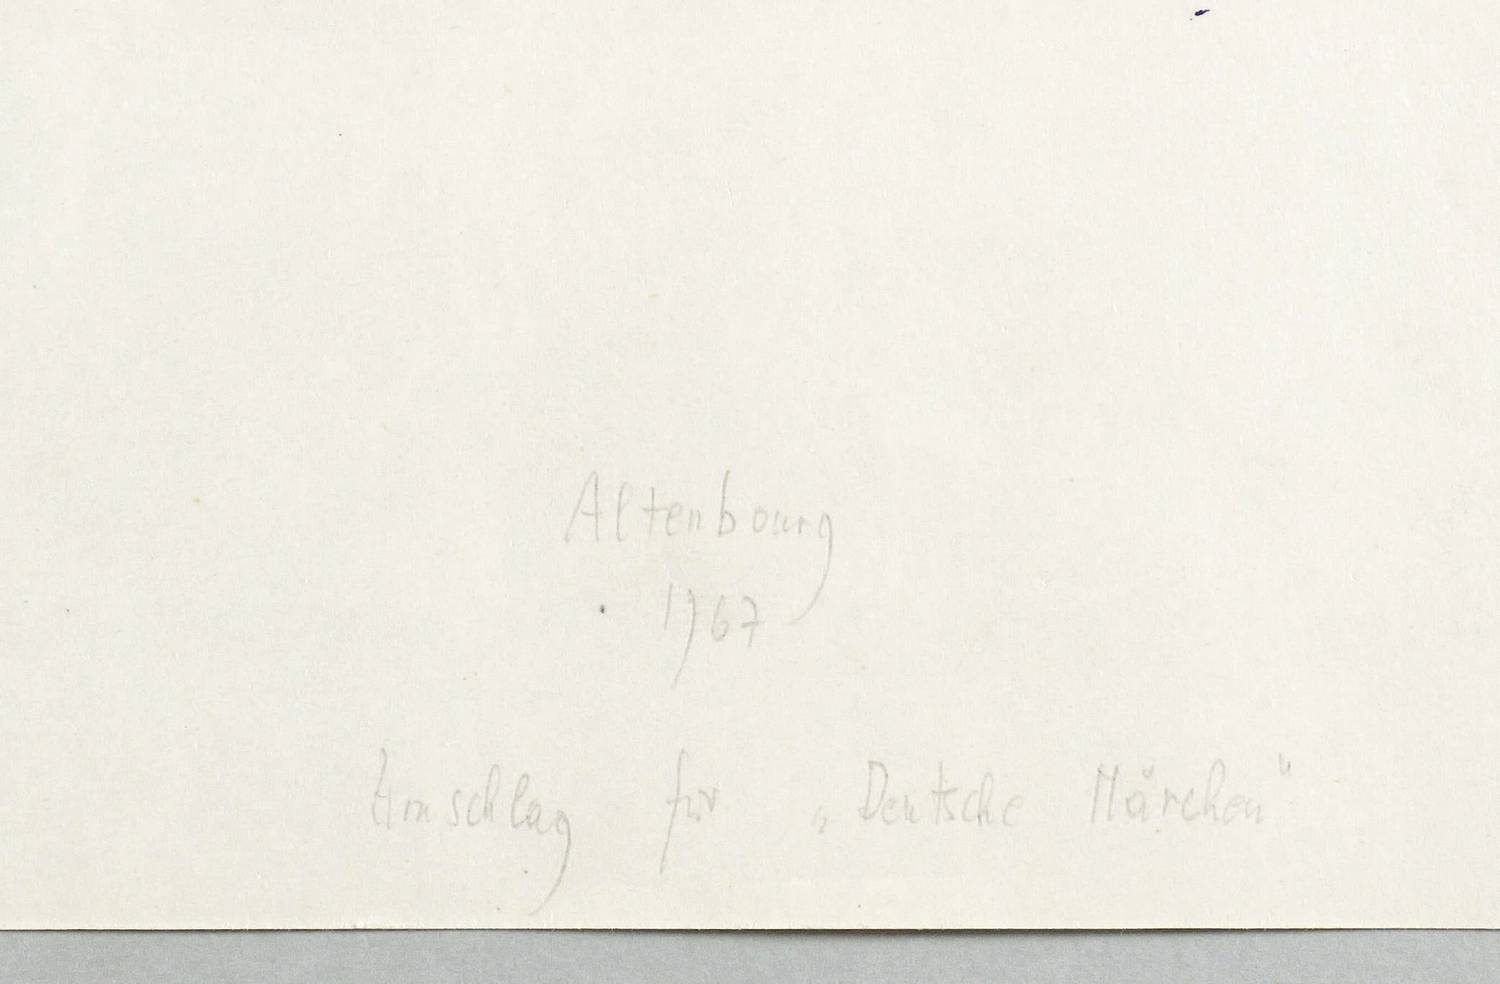 Altenbourg
1967
Umschlag für „Deutsche Märchen“